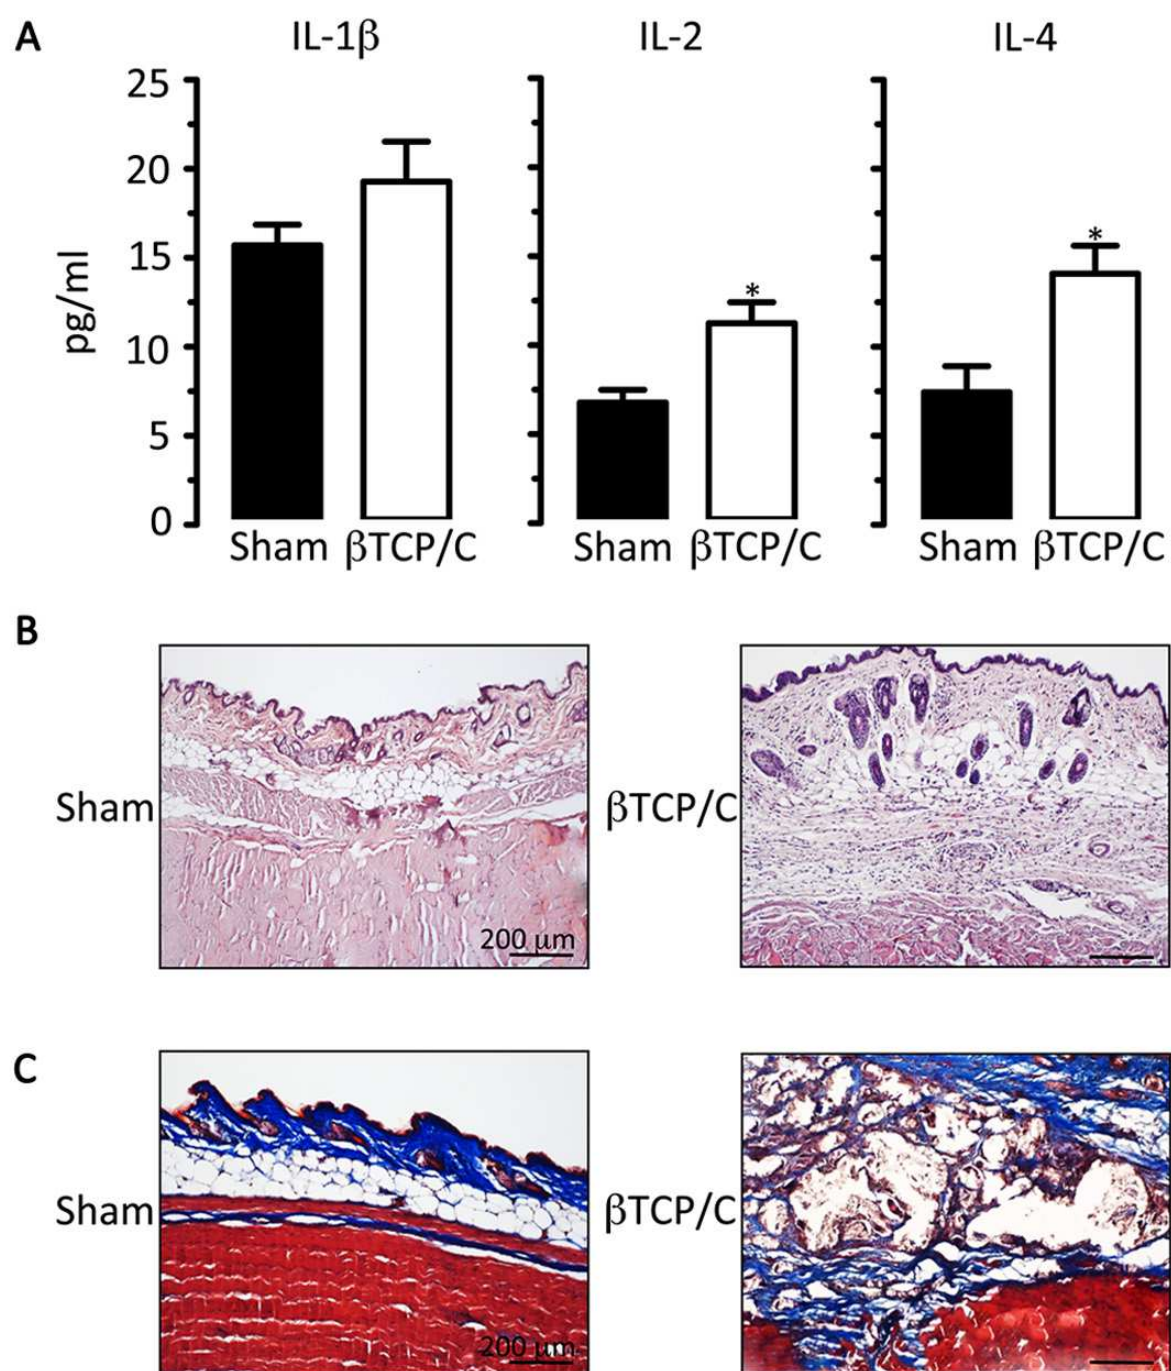 A
IL-1β IL-2 IL-4
25
20
15
10
5
0
pg/ml
* *
Sham βTCP/C Sham βTCP/C Sham βTCP/C
B
Sham βTCP/C
200 μm
C
Sham βTCP/C
200 μm